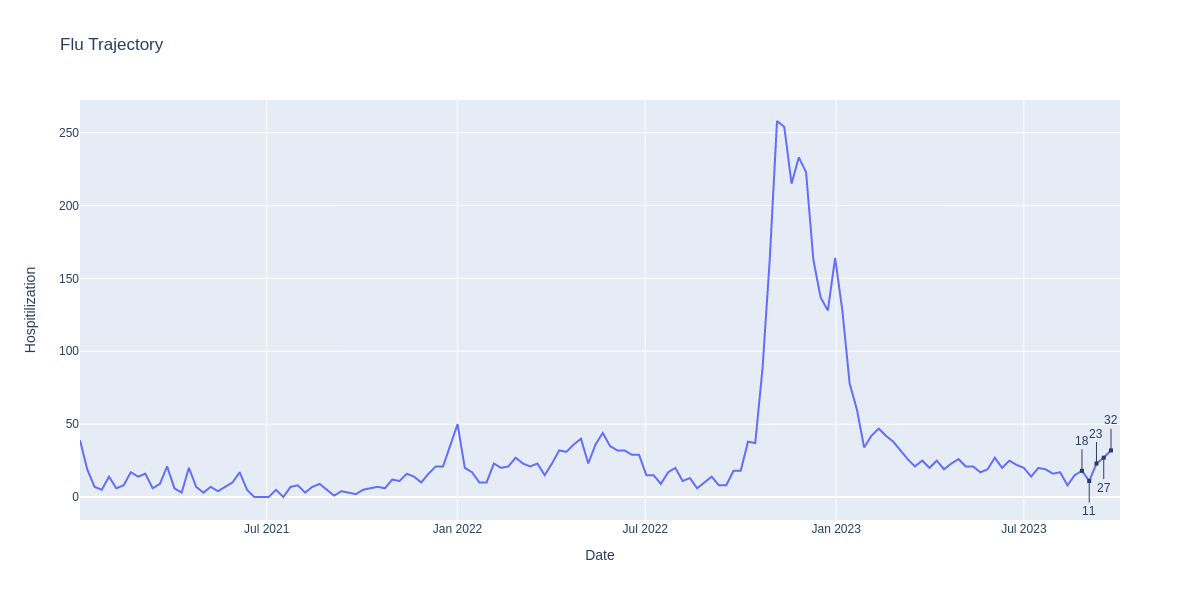 Flu Trajectory
Hospitilization
250
200
150
100
50
0
32
23
18
27
11
Jul 2021
Jan 2022
Jul 2022
Jan 2023
Jul 2023
Date